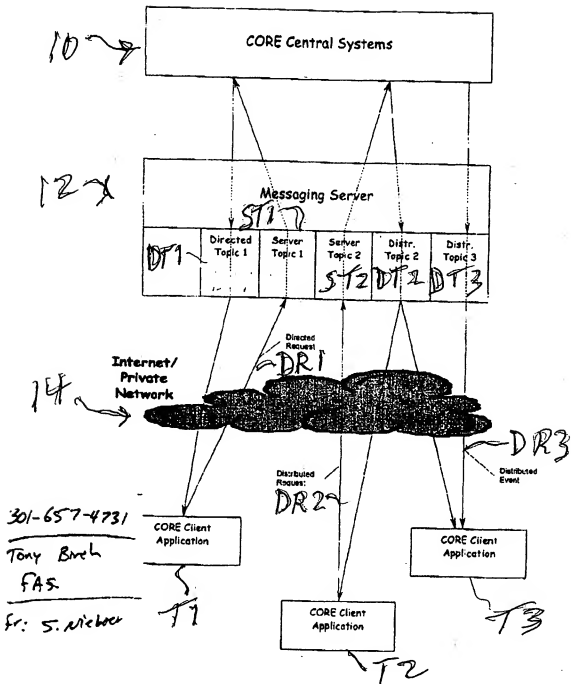 10
CORE Central Systems
12
Messaging Server
ST1
DT1
Directed
Topic 1
Server
Topic 1
Server
Topic 2
ST2
Distr.
Topic 2
DT2
Distr.
Topic 3
DT3
Directed
Request
DR1
Internet/
Private
Network
14
DR3
Distributed
Event
Distributed
Request
DR2
301-657-4731
Tony
FAS
fr: S.
CORE Client
Application
T1
CORE Client
Application
T2
CORE Client
Application
T3